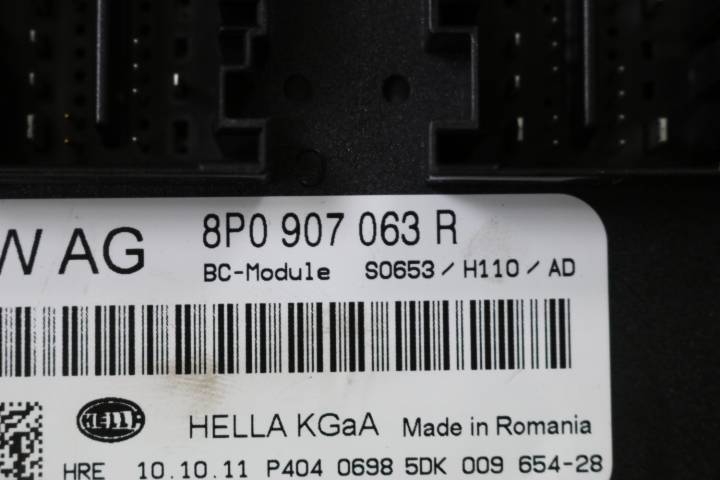 W AG 8P0 907 063 R
BC-Module S0653 / H110 / AD
HELLA
HELLA KGaA Made in Romania
HRE 10.10.11 P404 0698 5DK 009 654-28